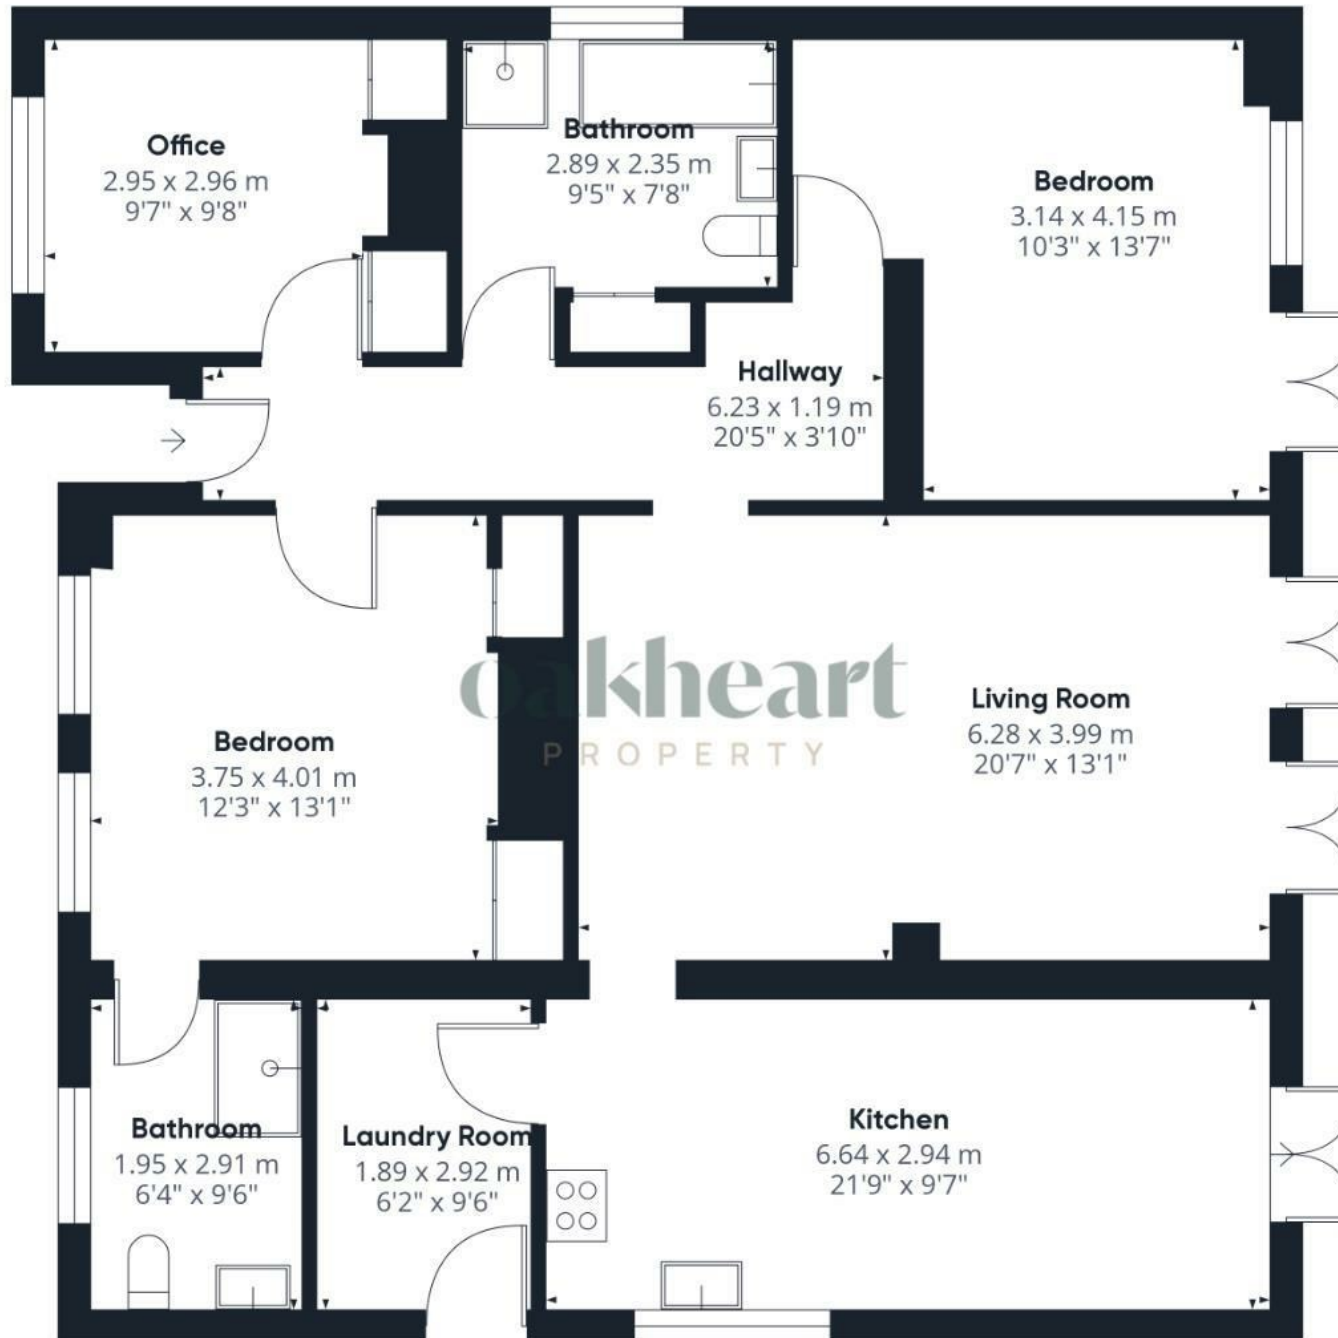 Office
2.95 x 2.96 m
9'7" x 9'8"
Bathroom
2.89 x 2.35 m
9'5" x 7'8"
Bedroom
3.14 x 4.15 m
10'3" x 13'7"
Hallway
6.23 x 1.19 m
20'5" x 3'10"
Bedroom
3.75 x 4.01 m
12'3" x 13'1"
oakheart
PROPERTY
Living Room
6.28 x 3.99 m
20'7" x 13'1"
Bathroom
1.95 x 2.91 m
6'4" x 9'6"
Laundry Room
1.89 x 2.92 m
6'2" x 9'6"
Kitchen
6.64 x 2.94 m
21'9" x 9'7"